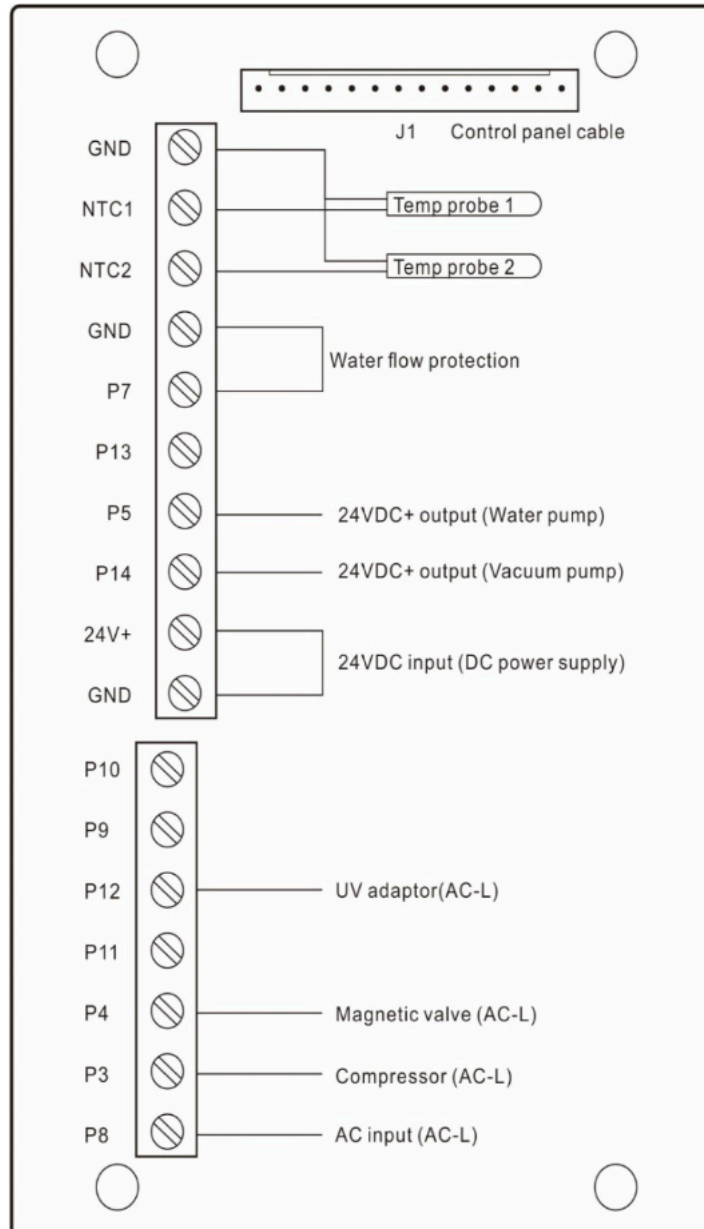 J1 Control panel cable
GND
NTC1 Temp probe 1
NTC2 Temp probe 2
GND
Water flow protection
P7
P13
P5 24VDC+ output (Water pump)
P14 24VDC+ output (Vacuum pump)
24V+
24VDC input (DC power supply)
GND
P10
P9
P12 UV adaptor(AC-L)
P11
P4 Magnetic valve (AC-L)
P3 Compressor (AC-L)
P8 AC input (AC-L)